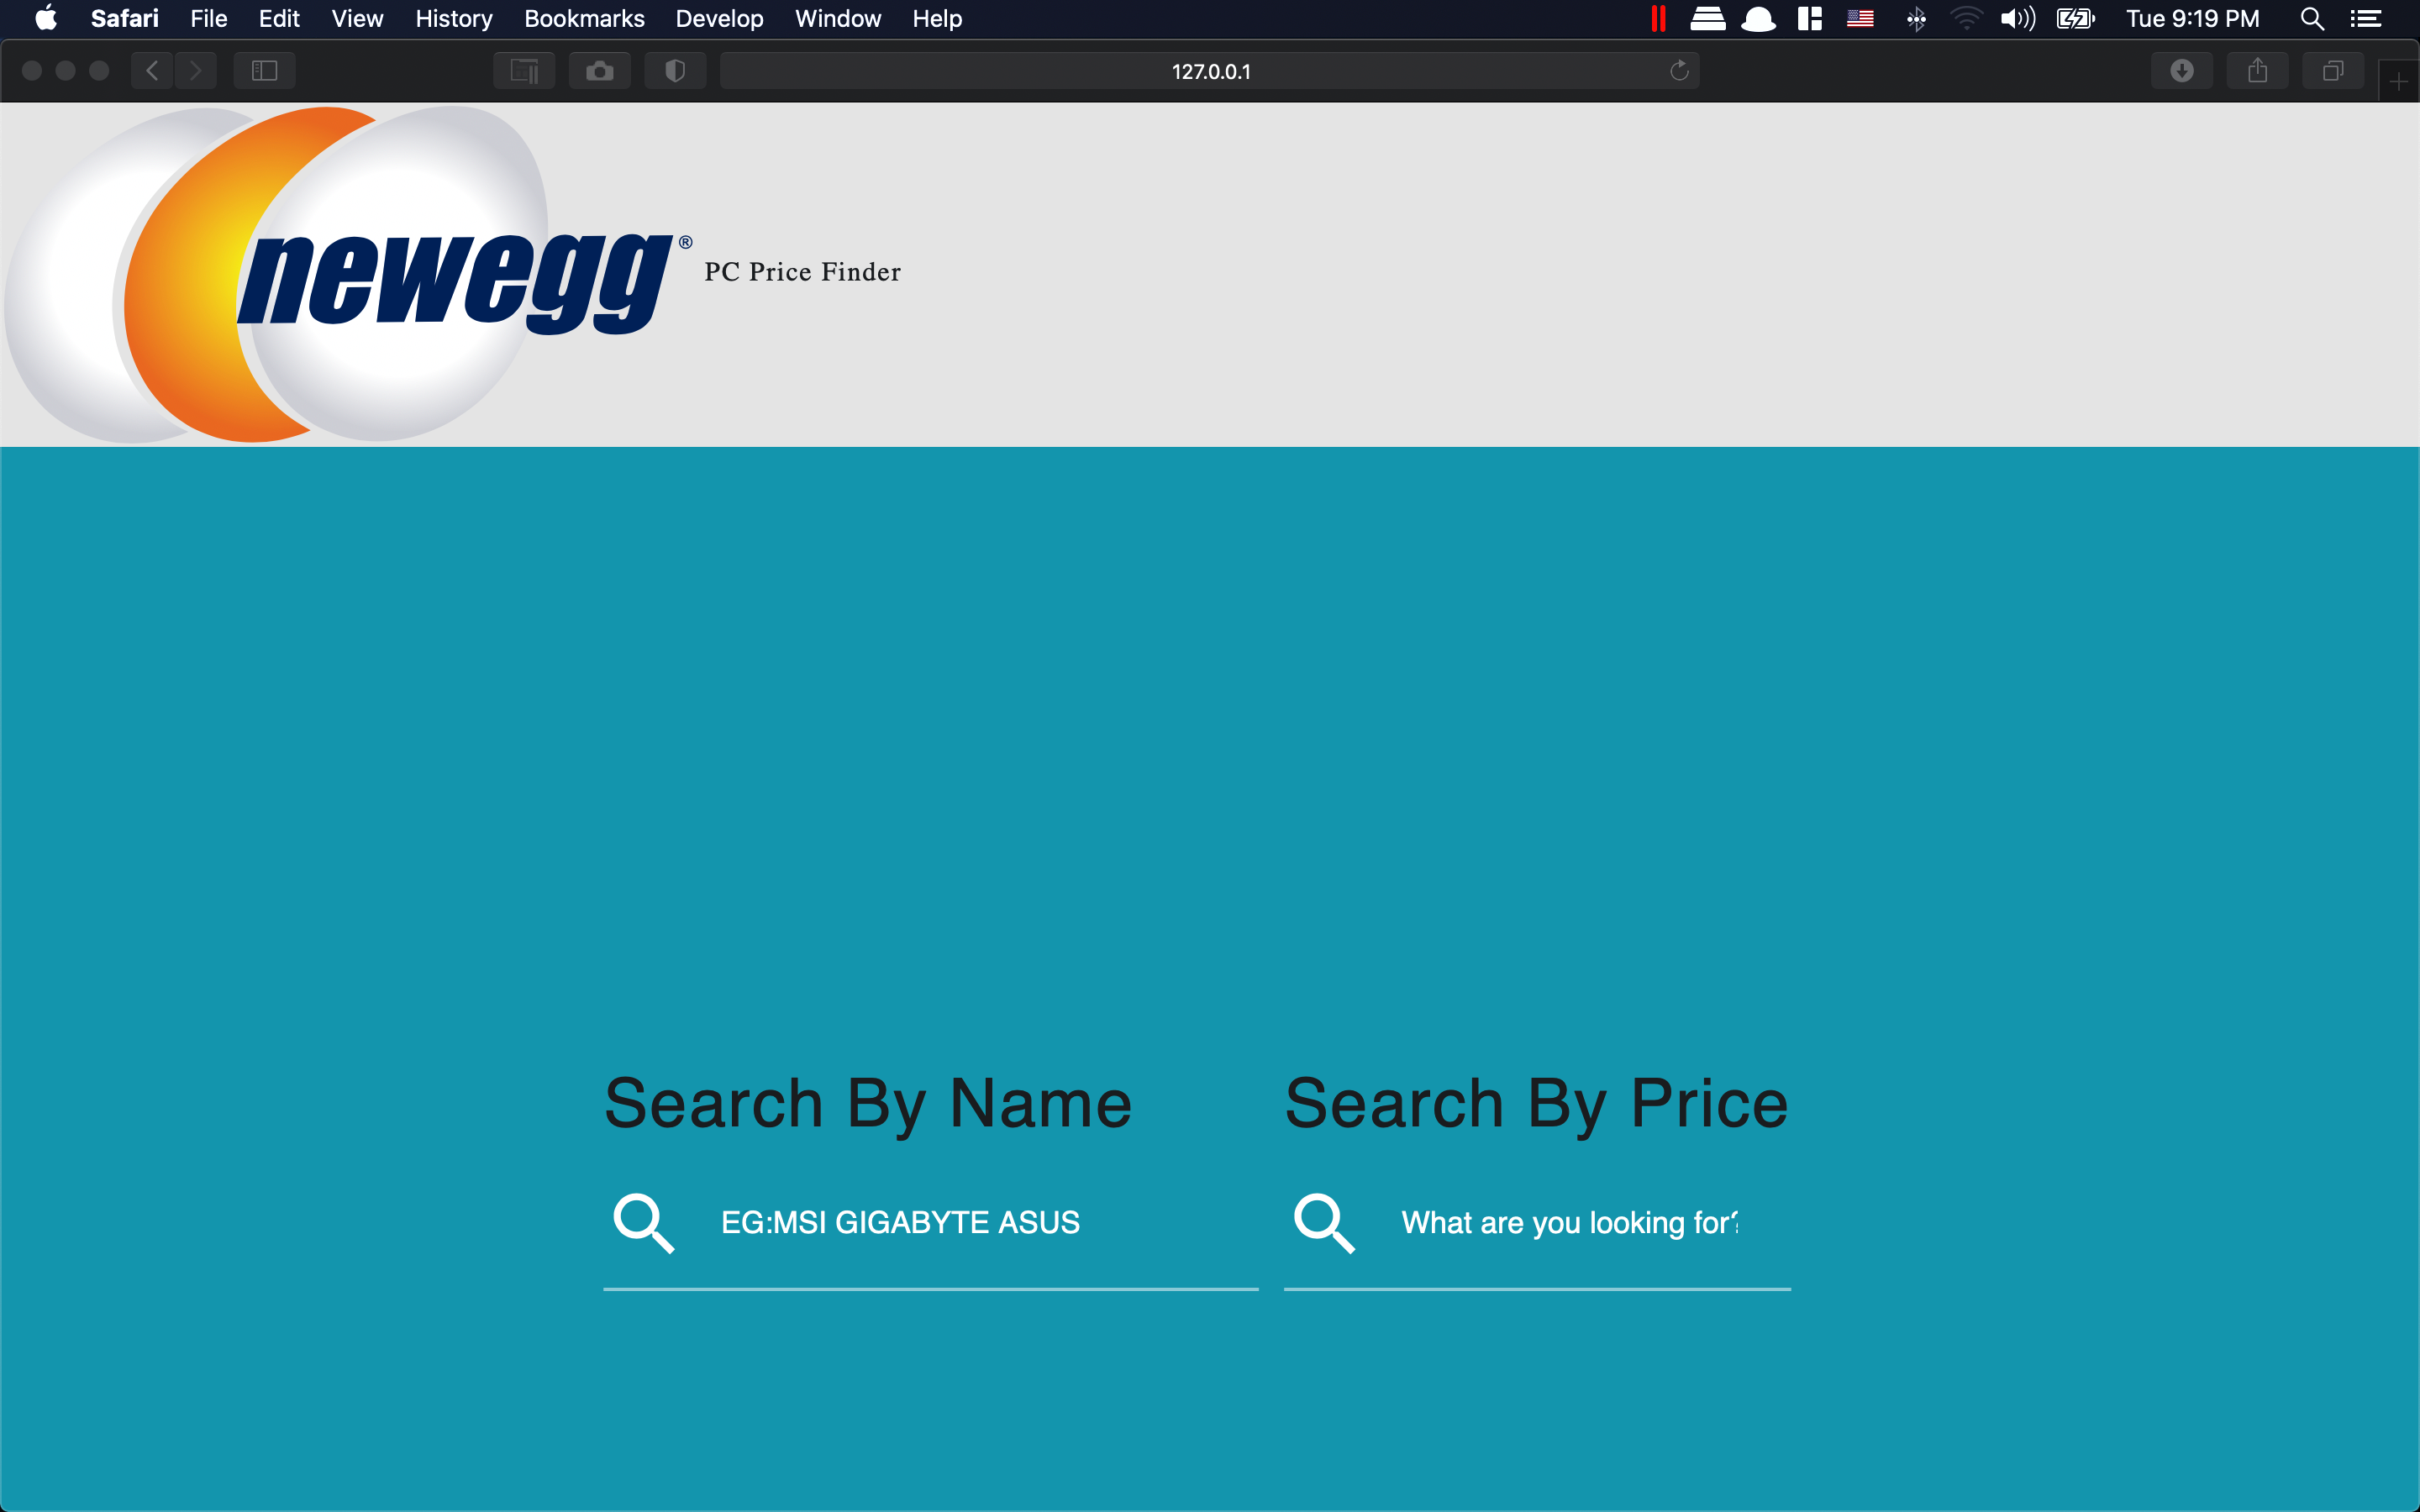 Safari File Edit View History Bookmarks Develop Window Help Tue 9:19 PM
127.0.0.1
newegg®
PC Price Finder
Search By Name Search By Price
EG:MSI GIGABYTE ASUS What are you looking for?